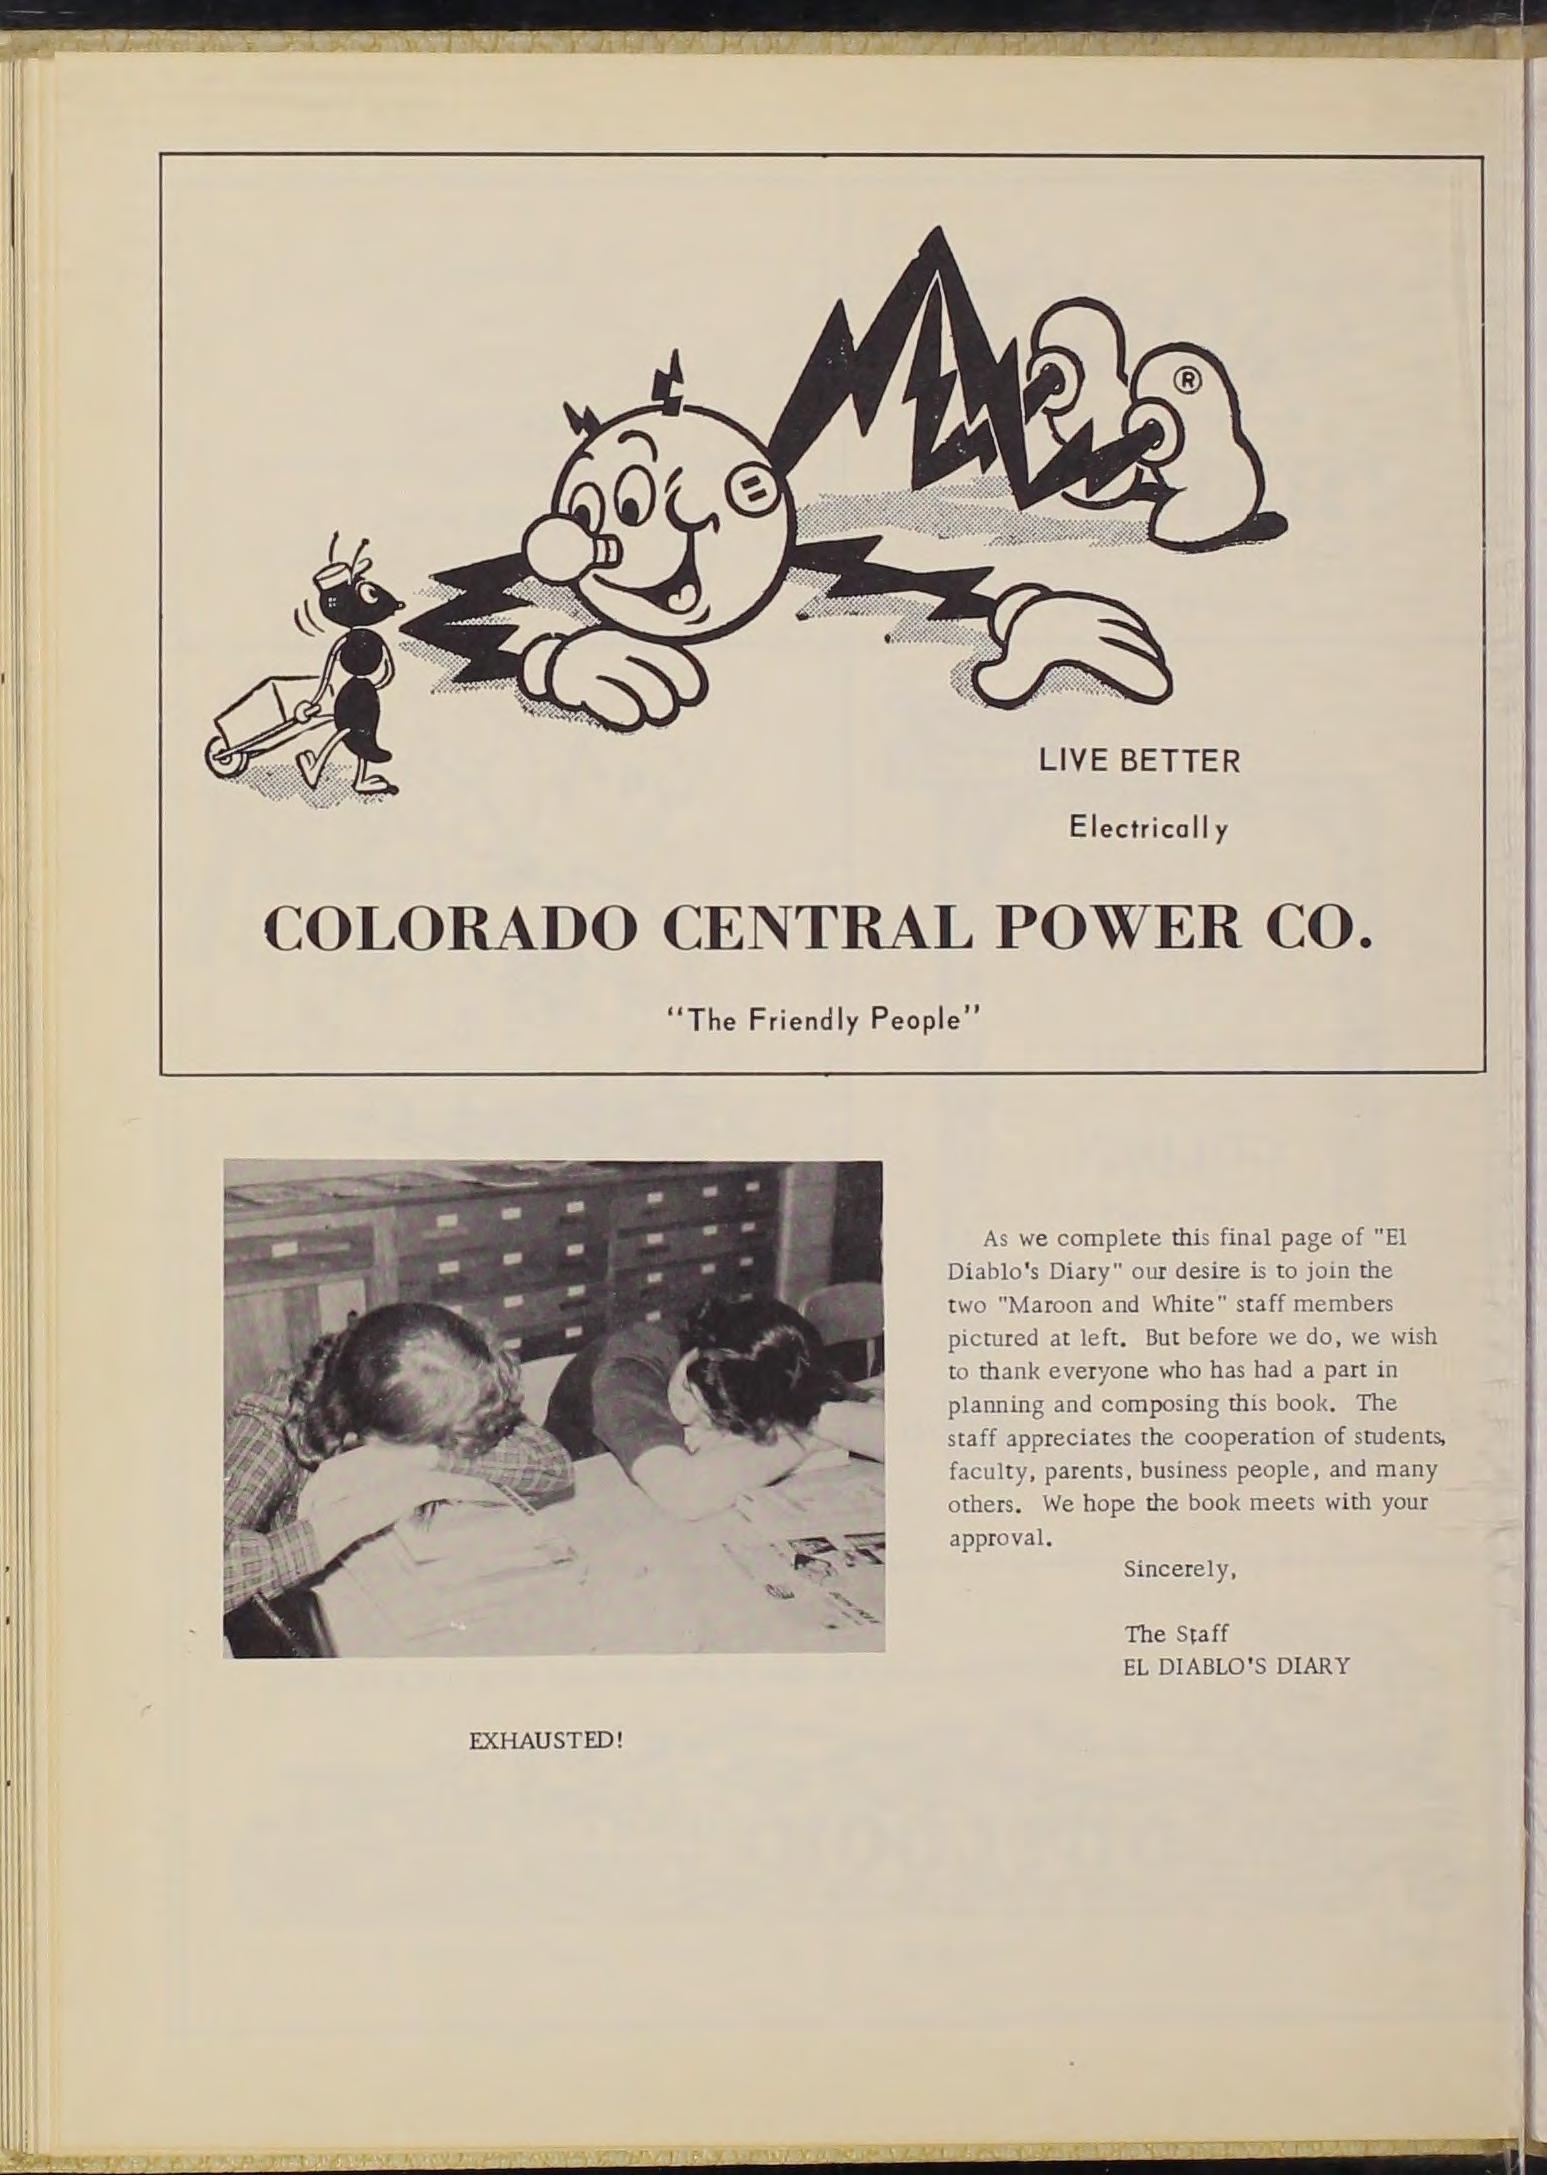 ®
LIVE BETTER
Electrically
COLORADO CENTRAL POWER CO.
"The Friendly People"
As we complete this final page of "El
Diablo's Diary" our desire is to join the
two "Maroon and White" staff members
pictured at left. But before we do, we wish
to thank everyone who has had a part in
planning and composing this book. The
staff appreciates the cooperation of students,
faculty, parents, business people, and many
others. We hope the book meets with your
approval.
Sincerely,
The Staff
EL DIABLO'S DIARY
EXHAUSTED!